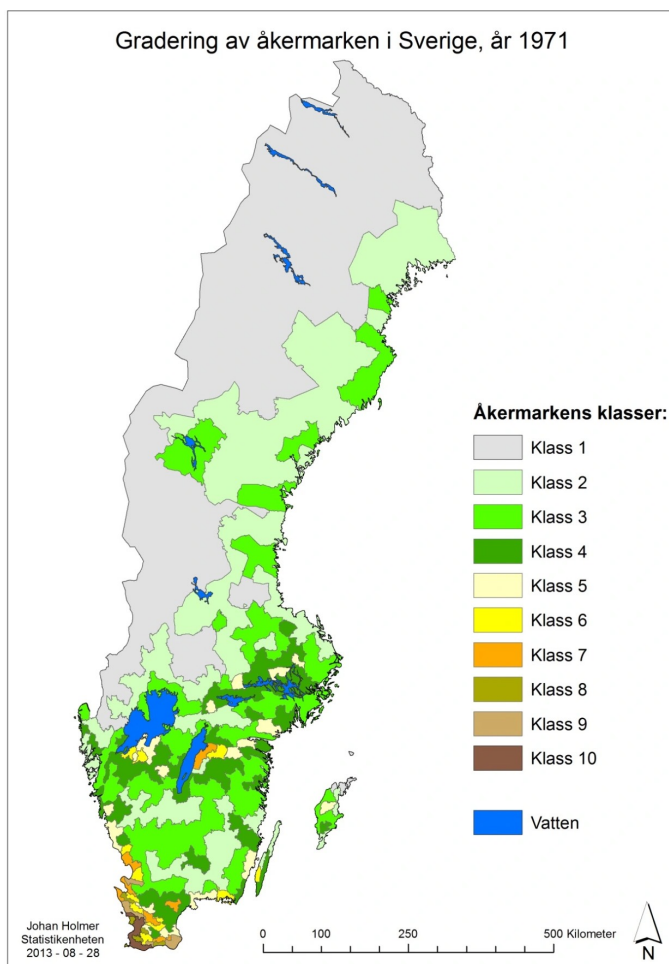 Gradering av åkermarken i Sverige, år 1971
Åkermarkens klasser:
Klass 1
Klass 2
Klass 3
Klass 4
Klass 5
Klass 6
Klass 7
Klass 8
Klass 9
Klass 10
Vatten
Johan Holmer
Statistikenheten
2013 - 08 - 28
0 125 250 500 Kilometer
N